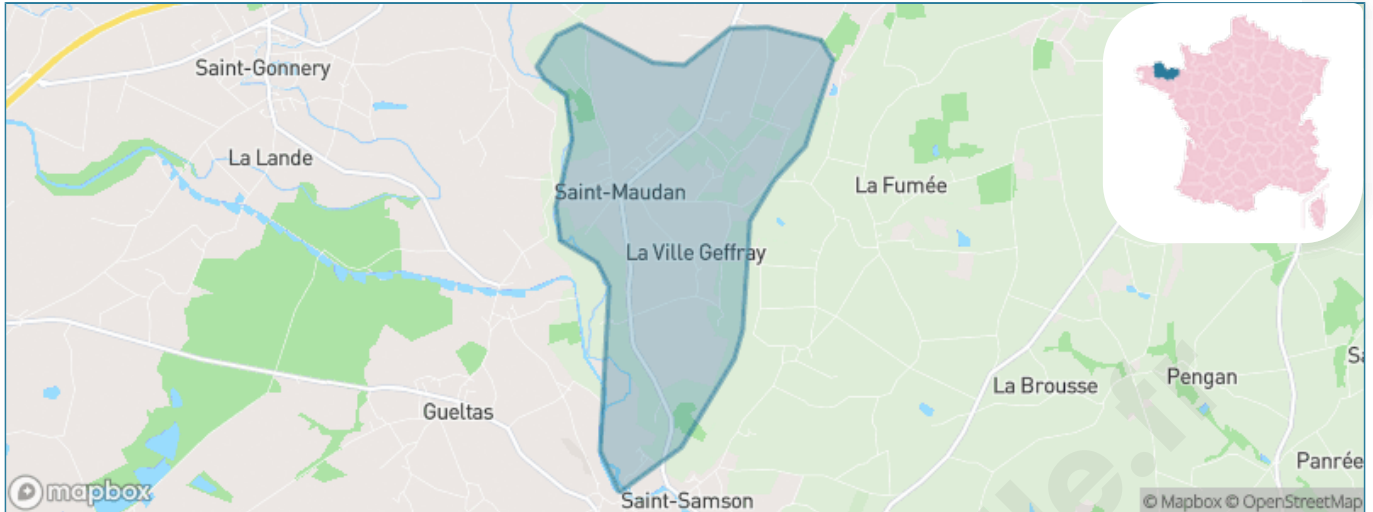 Saint-Gonnery
La Lande
La Fumée
Saint-Maudan
La Ville Geffray
La Brousse
Pengan
Gueltas
Panrée
Saint-Samson
mapbox
© Mapbox © OpenStreetMap